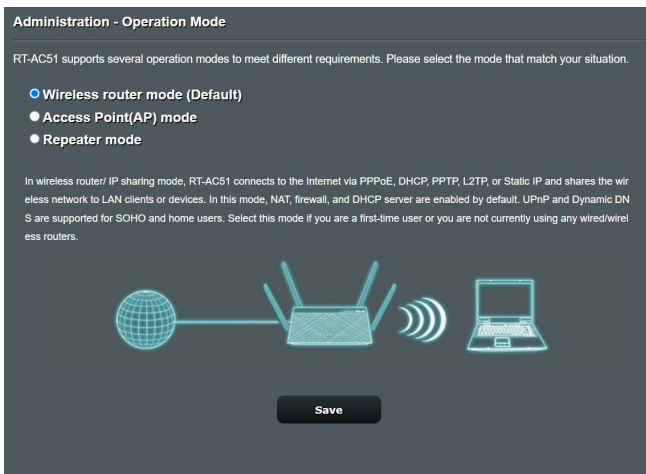 Administration - Operation Mode
RT-AC51 supports several operation modes to meet different requirements. Please select the mode that match your situation.
Wireless router mode (Default)
Access Point(AP) mode
Repeater mode
In wireless router/ IP sharing mode, RT-AC51 connects to the Internet via PPPoE, DHCP, PPTP, L2TP, or Static IP and shares the wir
eless network to LAN clients or devices. In this mode, NAT, firewall, and DHCP server are enabled by default. UPnP and Dynamic DN
S are supported for SOHO and home users. Select this mode if you are a first-time user or you are not currently using any wired/wirel
ess routers.
Save